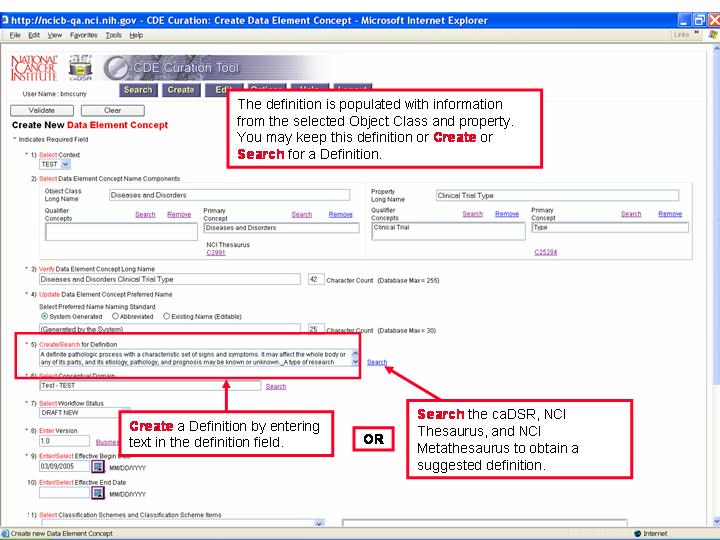 http://ncicb-qa.nci.nih.gov - CDE Curation: Create Data Element Concept - Microsoft Internet Explorer
File Edit View Favorites Tools Help
Links
NATIONAL CANCER INSTITUTE
caDSR
CDE Curation Tool
User Name : bmccurry
Search Create Edit
Validate Clear
The definition is populated with information
from the selected Object Class and property.
You may keep this definition or Create or
Search for a Definition.
Create New Data Element Concept
* Indicates Required Field
* 1) Select Context
TEST
2) Select Data Element Concept Name Components
Object Class Long Name
Diseases and Disorders
Property Long Name
Clinical Trial Type
Qualifier Concepts Search Remove
Primary Concept Search Remove
Diseases and Disorders
NCI Thesaurus
C2991
Qualifier Concepts Search Remove
Clinical Trial
Primary Concept Search Remove
Type
C25284
* 3) Verify Data Element Concept Long Name
Diseases and Disorders Clinical Trial Type
42 Character Count (Database Max = 255)
* 4) Update Data Element Concept Preferred Name
Select Preferred Name Naming Standard
System Generated Abbreviated Existing Name (Editable)
(Generated by the System)
25 Character Count (Database Max = 30)
* 5) Create/Search for Definition
A definite pathologic process with a characteristic set of signs and symptoms. It may affect the whole body or
any of its parts, and its etiology, pathology, and prognosis may be known or unknown._A type of research
Search
* 6) Select Conceptual Domain
Test - TEST
Search
* 7) Select Workflow Status
DRAFT NEW
* 8) Enter Version
1.0
* 9) Enter/Select Effective Begin
03/09/2005
MM/DD/YYYY
10) Enter/Select Effective End Date
MM/DD/YYYY
Create a Definition by entering
text in the definition field.
OR
Search the caDSR, NCI
Thesaurus, and NCI
Metathesaurus to obtain a
suggested definition.
11) Select Classification Schemes and Classification Scheme Items
Create new Data Element Concept
Internet